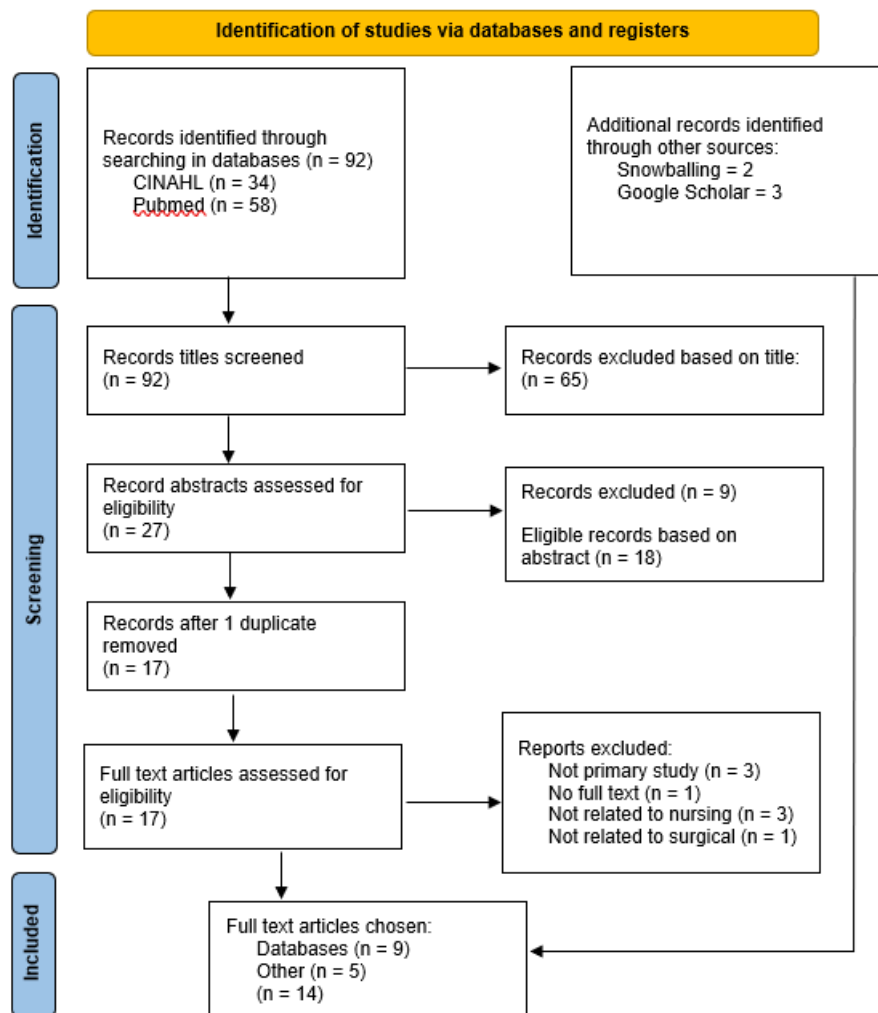 Identification of studies via databases and registers
Identification
Records identified through
searching in databases (n = 92)
CINAHL (n = 34)
Pubmed (n = 58)
Additional records identified
through other sources:
Snowballing = 2
Google Scholar = 3
Screening
Records titles screened
(n = 92)
Records excluded based on title:
(n = 65)
Record abstracts assessed for
eligibility
(n = 27)
Records excluded (n = 9)
Eligible records based on
abstract (n = 18)
Records after 1 duplicate
removed
(n = 17)
Full text articles assessed for
eligibility
(n = 17)
Reports excluded:
Not primary study (n = 3)
No full text (n = 1)
Not related to nursing (n = 3)
Not related to surgical (n = 1)
Included
Full text articles chosen:
Databases (n = 9)
Other (n = 5)
(n = 14)